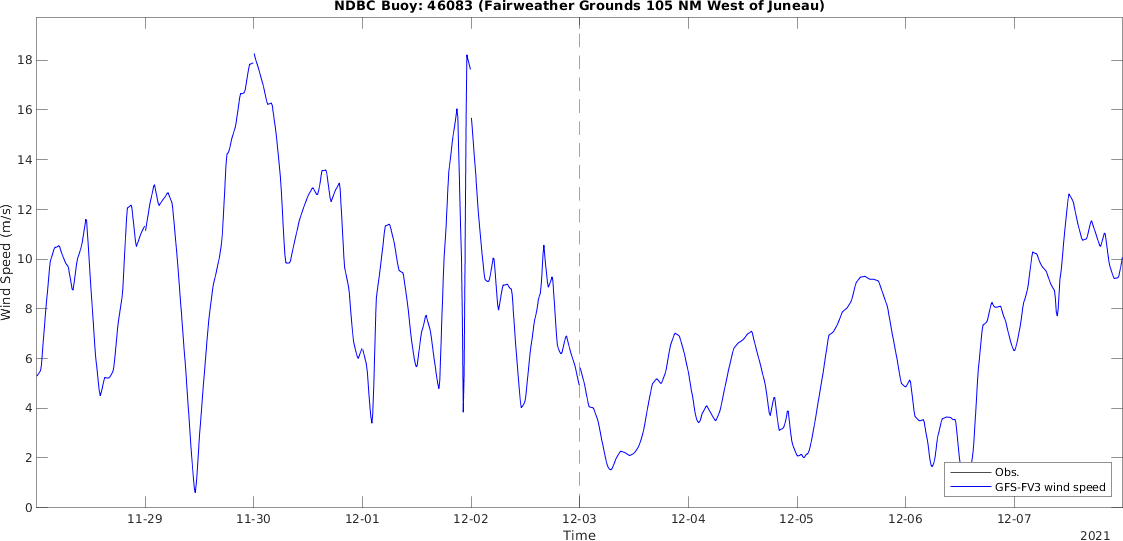 NDBC Buoy: 46083 (Fairweather Grounds 105 NM West of Juneau)
Wind Speed (m/s)
18
16
14
12
10
8
6
4
2
0
Obs.
GFS-FV3 wind speed
11-29 11-30 12-01 12-02 12-03 12-04 12-05 12-06 12-07
Time
2021